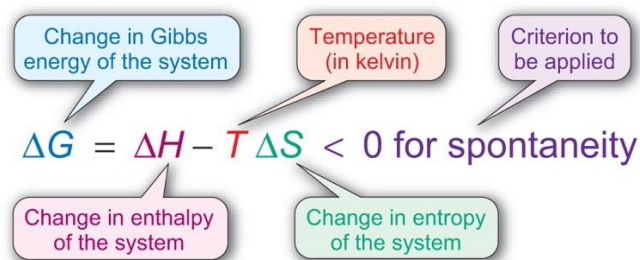 Change in Gibbs
energy of the system
Temperature
(in kelvin)
Criterion to
be applied
ΔG = ΔH – T ΔS < 0 for spontaneity
Change in enthalpy
of the system
Change in entropy
of the system